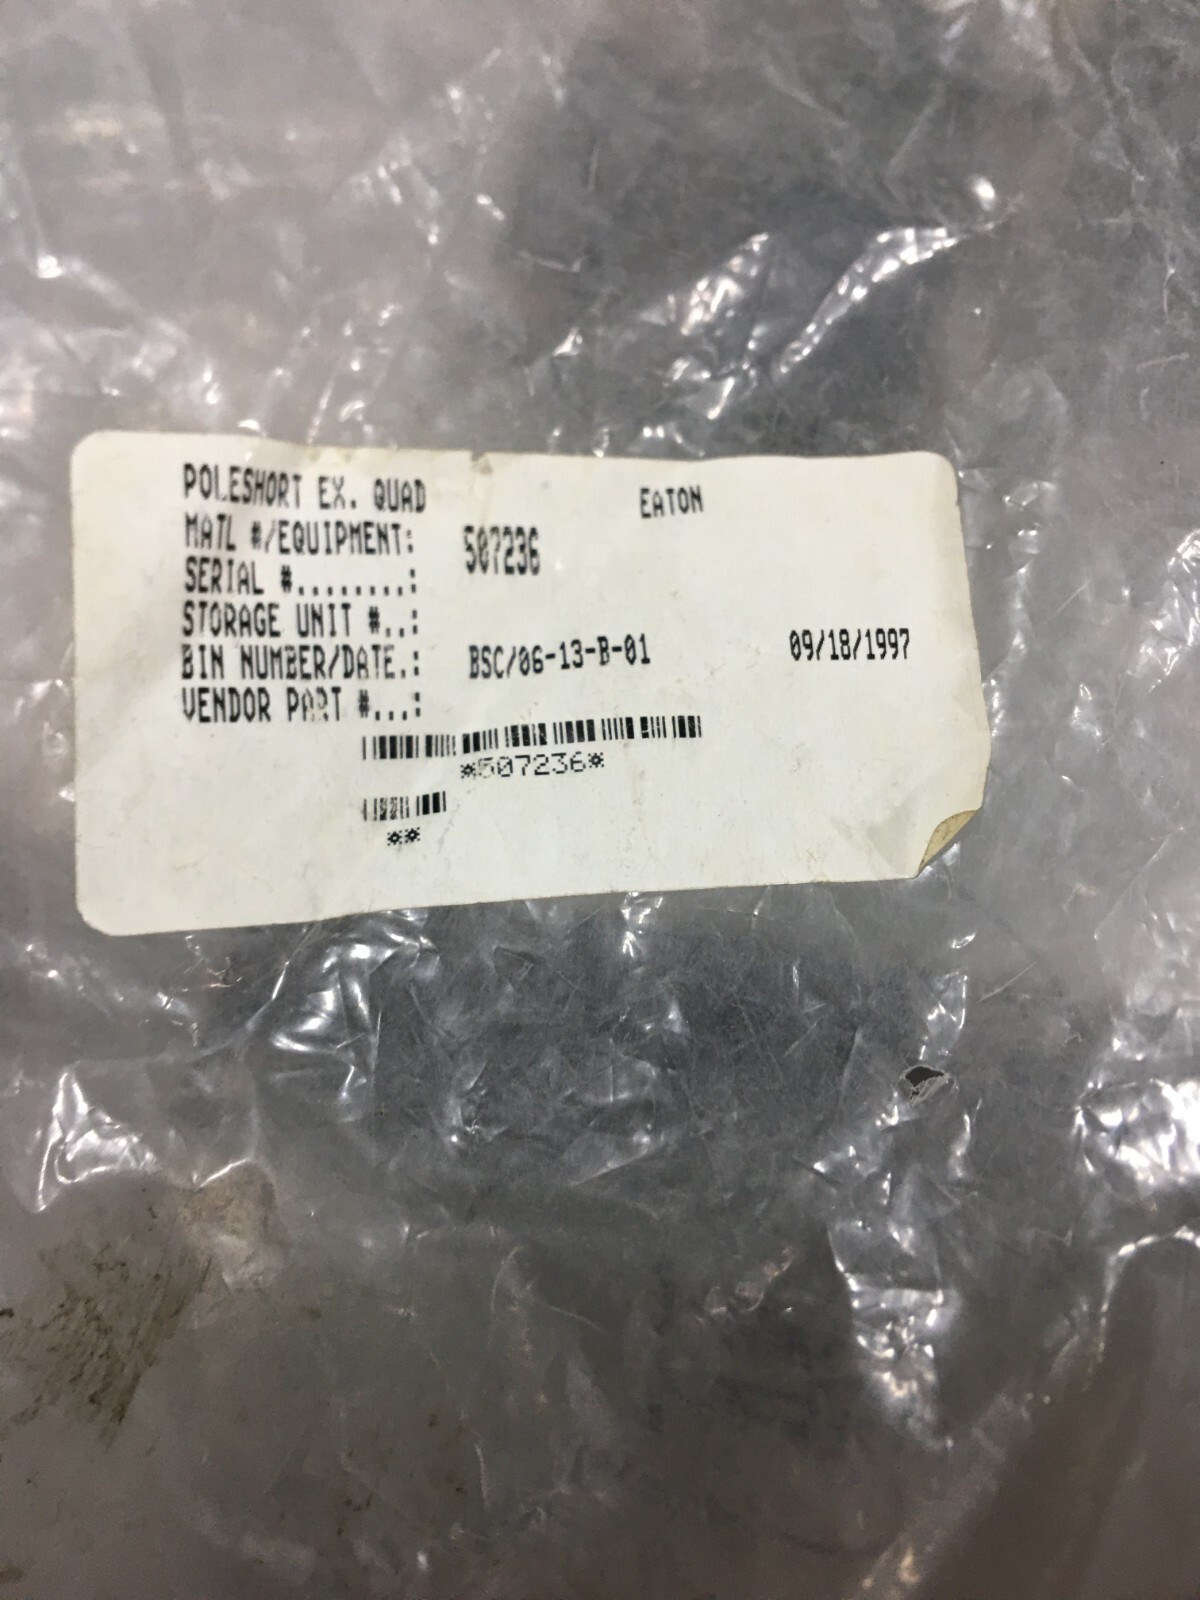 POLESHORT EX. QUAD EATON
MATL #/EQUIPMENT: 507236
SERIAL #........:
STORAGE UNIT #..:
BIN NUMBER/DATE.: BSC/06-13-B-01 09/18/1997
VENDOR PART #...:
*507236*
**